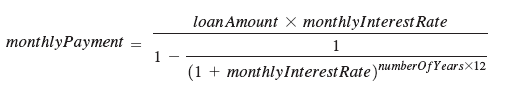 monthlyPayment = loanAmount × monthlyInterestRate
1 − 1
(1 + monthlyInterestRate)^numberOfYears×12